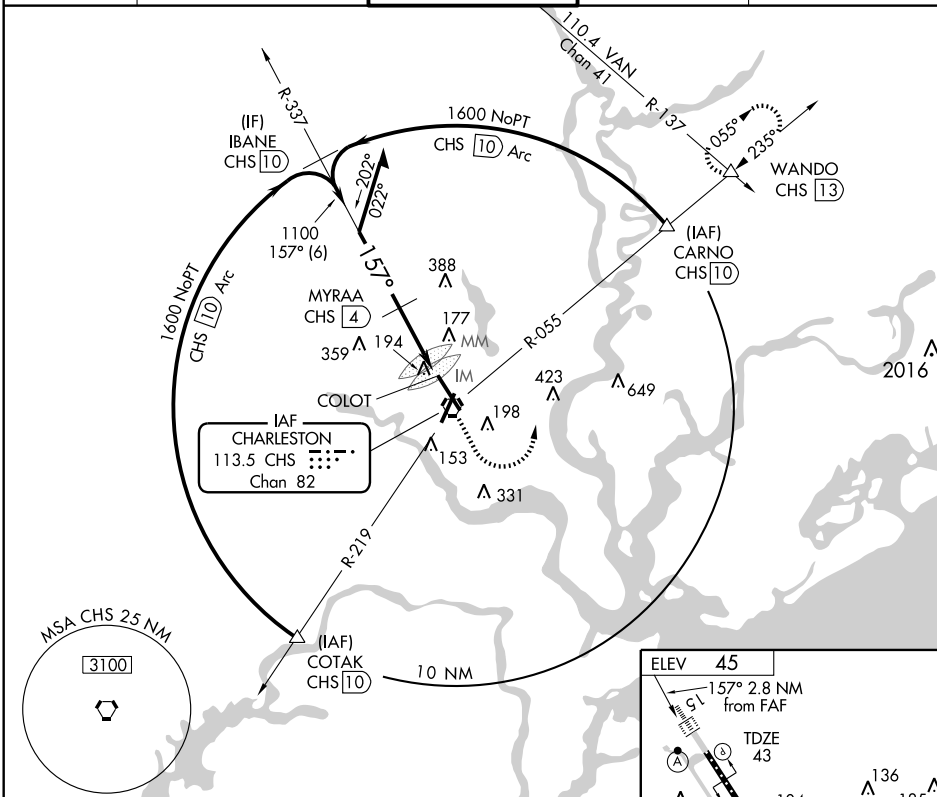 110.4 VAN
Chan 41
R-137
055°
235°
WANDO
CHS 13
R-337
(IF)
IBANE
CHS 10
1600 NoPT
CHS 10 Arc
202°
022°
1100
157° (6)
157°
(IAF)
CARNO
CHS 10
1600 NoPT
CHS 10 Arc
388
MYRAA
CHS 4
177
MM
359
194
IM
R-055
2016
COLOT
423
649
198
IAF
CHARLESTON
113.5 CHS
Chan 82
153
331
R-219
MSA CHS 25 NM
3100
(IAF)
COTAK
CHS 10
10 NM
ELEV 45
157° 2.8 NM
from FAF
15
TDZE
43
A
136